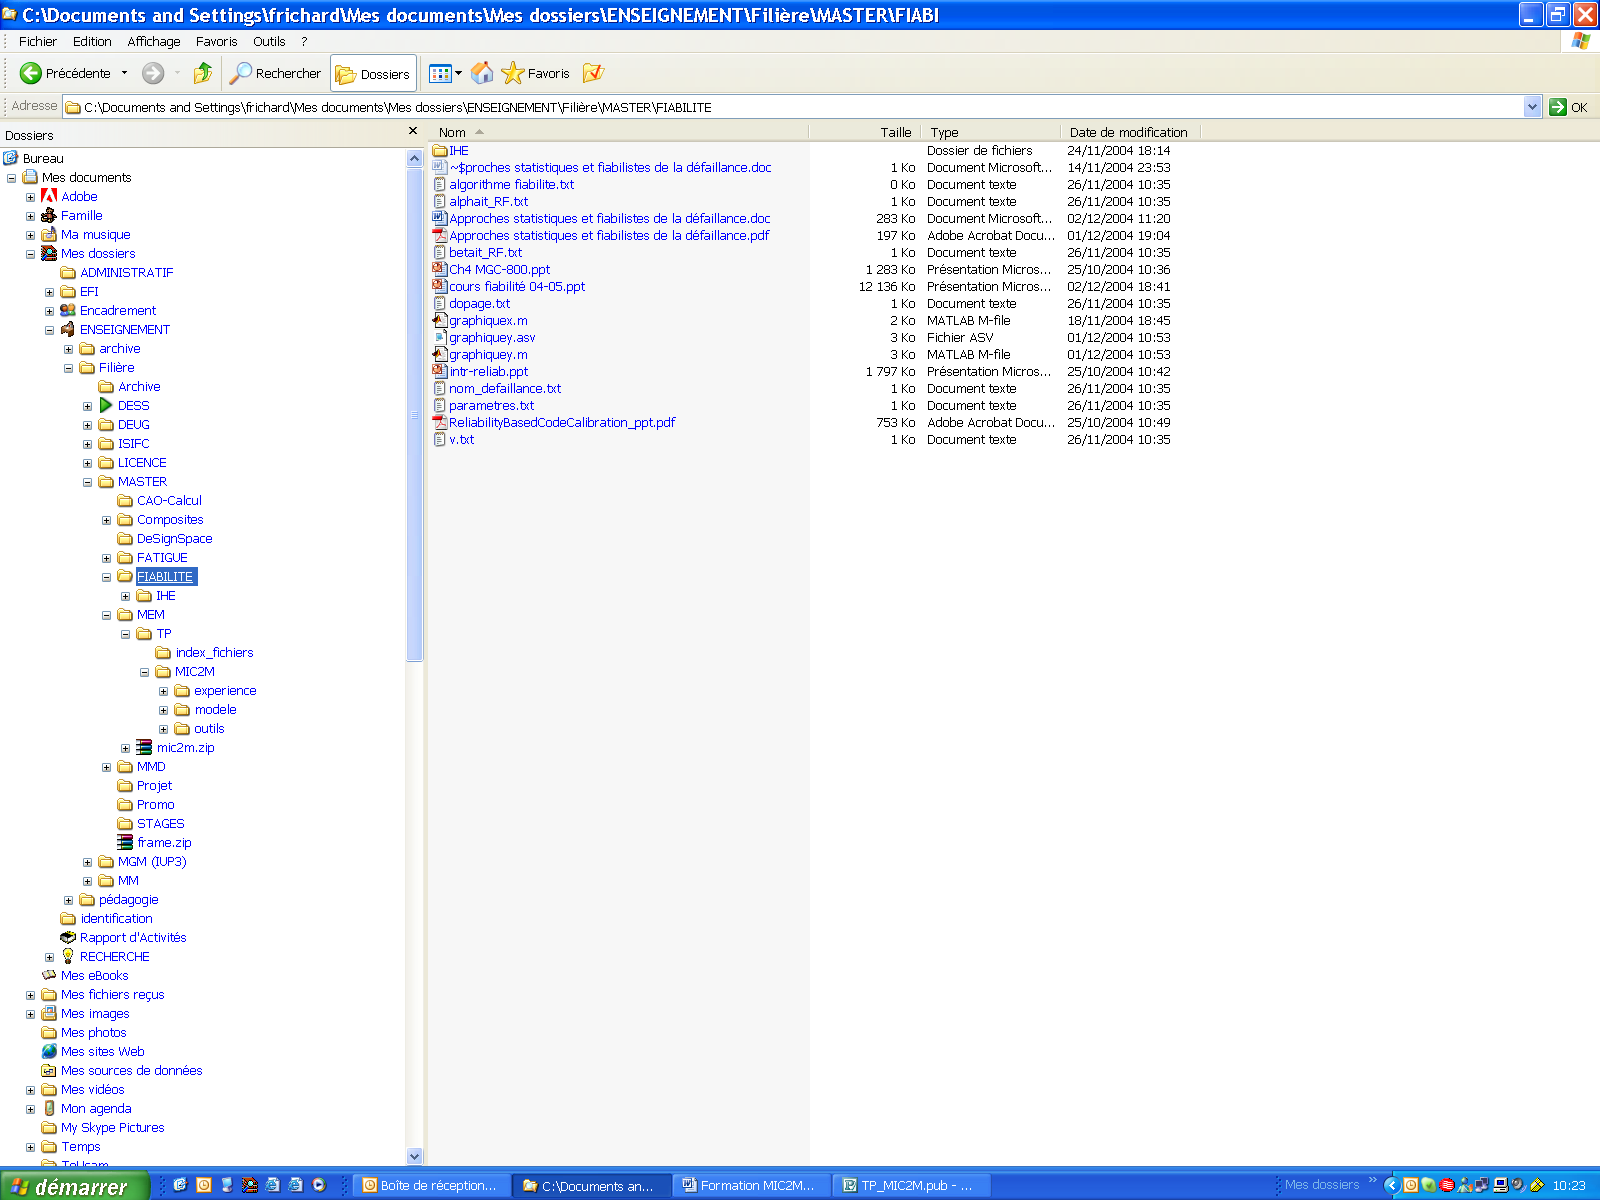 C:\Documents and Settings\frichard\Mes documents\Mes dossiers\ENSEIGNEMENT\Filière\MASTER\FIABI
Fichier Edition Affichage Favoris Outils ?
Précédente Rechercher Dossiers Favoris
Adresse C:\Documents and Settings\frichard\Mes documents\Mes dossiers\ENSEIGNEMENT\Filière\MASTER\FIABILITE OK
Dossiers
Bureau
Mes documents
Adobe
Famille
Ma musique
Mes dossiers
ADMINISTRATIF
EFI
Encadrement
ENSEIGNEMENT
archive
Filière
Archive
DESS
DEUG
ISIFC
LICENCE
MASTER
CAO-Calcul
Composites
DeSignSpace
FATIGUE
FIABILITE
IHE
MEM
TP
index_fichiers
MIC2M
experience
modele
outils
mic2m.zip
MMD
Projet
Promo
STAGES
frame.zip
MGM (IUP3)
MM
pédagogie
identification
Rapport d'Activités
RECHERCHE
Mes eBooks
Mes fichiers reçus
Mes images
Mes photos
Mes sites Web
Mes sources de données
Mes vidéos
Mon agenda
My Skype Pictures
Temps
Nom Taille Type Date de modification
IHE Dossier de fichiers 24/11/2004 18:14
~$proches statistiques et fiabilistes de la défaillance.doc 1 Ko Document Microsoft... 14/11/2004 23:53
algorithme fiabilite.txt 0 Ko Document texte 26/11/2004 10:35
alphait_RF.txt 1 Ko Document texte 26/11/2004 10:35
Approches statistiques et fiabilistes de la défaillance.doc 283 Ko Document Microsoft... 02/12/2004 11:20
Approches statistiques et fiabilistes de la défaillance.pdf 197 Ko Adobe Acrobat Docu... 01/12/2004 19:04
betait_RF.txt 1 Ko Document texte 26/11/2004 10:35
Ch4 MGC-800.ppt 1 283 Ko Présentation Micros... 25/10/2004 10:36
cours fiabilité 04-05.ppt 12 136 Ko Présentation Micros... 02/12/2004 18:41
dopage.txt 1 Ko Document texte 26/11/2004 10:35
graphiquex.m 2 Ko MATLAB M-file 18/11/2004 18:45
graphiquey.asv 3 Ko Fichier ASV 01/12/2004 10:53
graphiquey.m 3 Ko MATLAB M-file 01/12/2004 10:53
intr-reliab.ppt 1 797 Ko Présentation Micros... 25/10/2004 10:42
nom_defaillance.txt 1 Ko Document texte 26/11/2004 10:35
parametres.txt 1 Ko Document texte 26/11/2004 10:35
ReliabilityBasedCodeCalibration_ppt.pdf 753 Ko Adobe Acrobat Docu... 25/10/2004 10:49
v.txt 1 Ko Document texte 26/11/2004 10:35
démarrer Boîte de réception... C:\Documents an... Formation MIC2M... TP_MIC2M.pub - ... Mes dossiers » 10:23